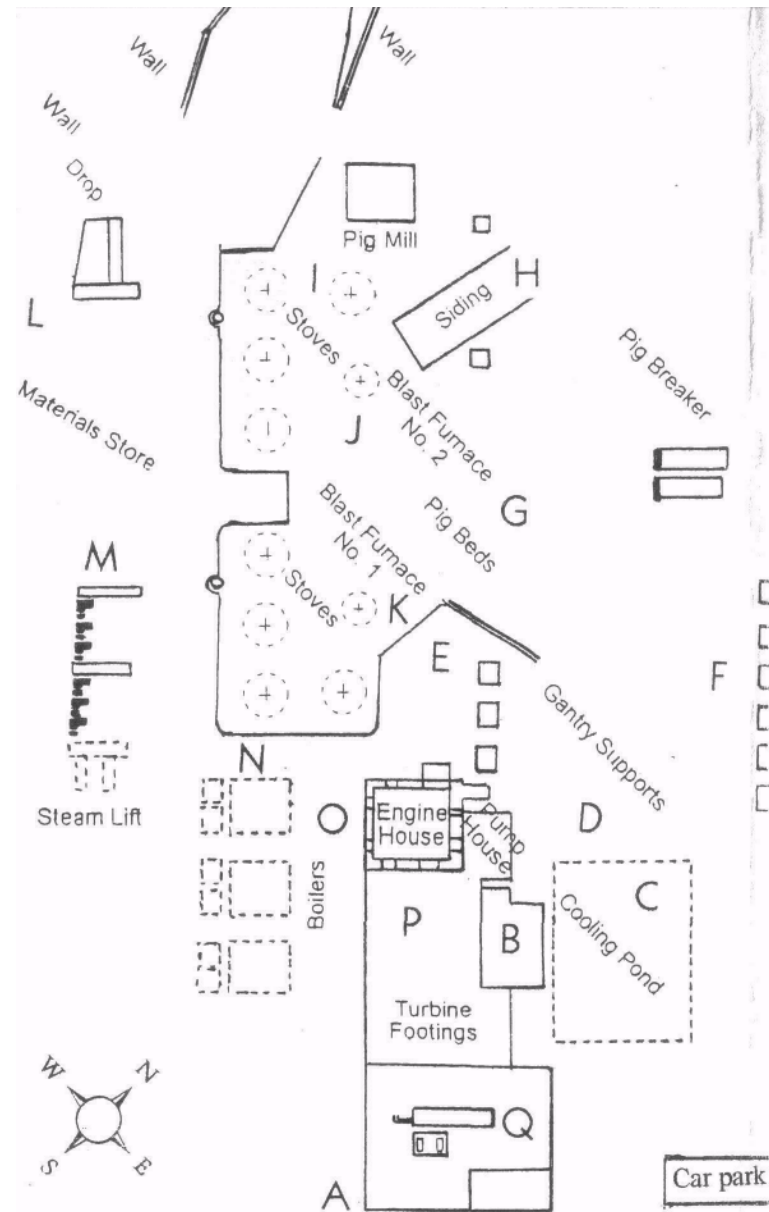 Wall
Wall
Wall
Drop
Pig Mill
I
H
Siding
L
Stoves
Pig Breaker
Materials Store
J
Blast Furnace
No. 2
G
Blast Furnace
No. 1
Pig Beds
M
Stoves
K
E
F
Gantry Supports
N
Steam Lift
O
Engine
House
Pump
House
D
Boilers
P
B
C
Cooling Pond
Turbine
Footings
W
N
S
E
Q
A
Car park